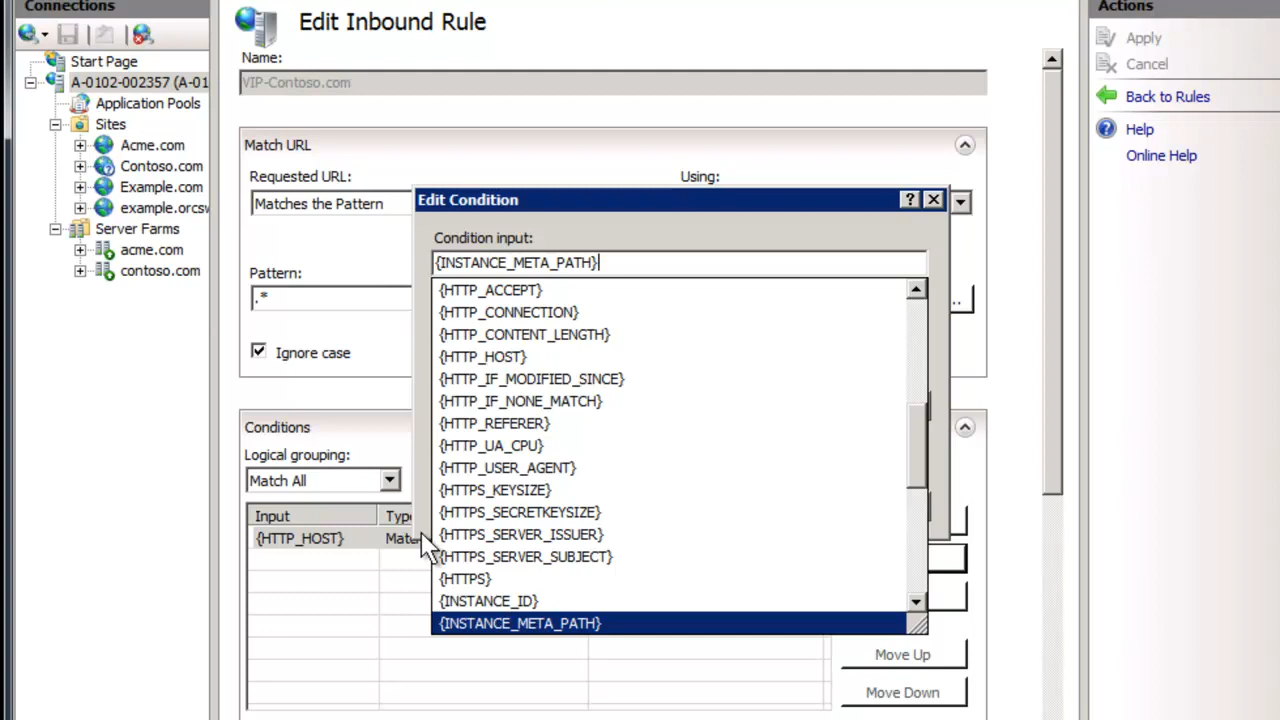 Connections
Start Page
A-0102-002357 (A-01
Application Pools
Sites
Acme.com
Contoso.com
Example.com
example.orcsw
Server Farms
acme.com
contoso.com
Edit Inbound Rule
Name:
VIP-Contoso.com
Match URL
Requested URL:
Using:
Matches the Pattern
Pattern:
.*
..
Ignore case
Conditions
Logical grouping:
Match All
Input
Type
{HTTP_HOST}
Matc
Edit Condition
Condition input:
{INSTANCE_META_PATH}
{HTTP_ACCEPT}
{HTTP_CONNECTION}
{HTTP_CONTENT_LENGTH}
{HTTP_HOST}
{HTTP_IF_MODIFIED_SINCE}
{HTTP_IF_NONE_MATCH}
{HTTP_REFERER}
{HTTP_UA_CPU}
{HTTP_USER_AGENT}
{HTTPS_KEYSIZE}
{HTTPS_SECRETKEYSIZE}
{HTTPS_SERVER_ISSUER}
{HTTPS_SERVER_SUBJECT}
{HTTPS}
{INSTANCE_ID}
{INSTANCE_META_PATH}
Move Up
Move Down
Actions
Apply
Cancel
Back to Rules
Help
Online Help